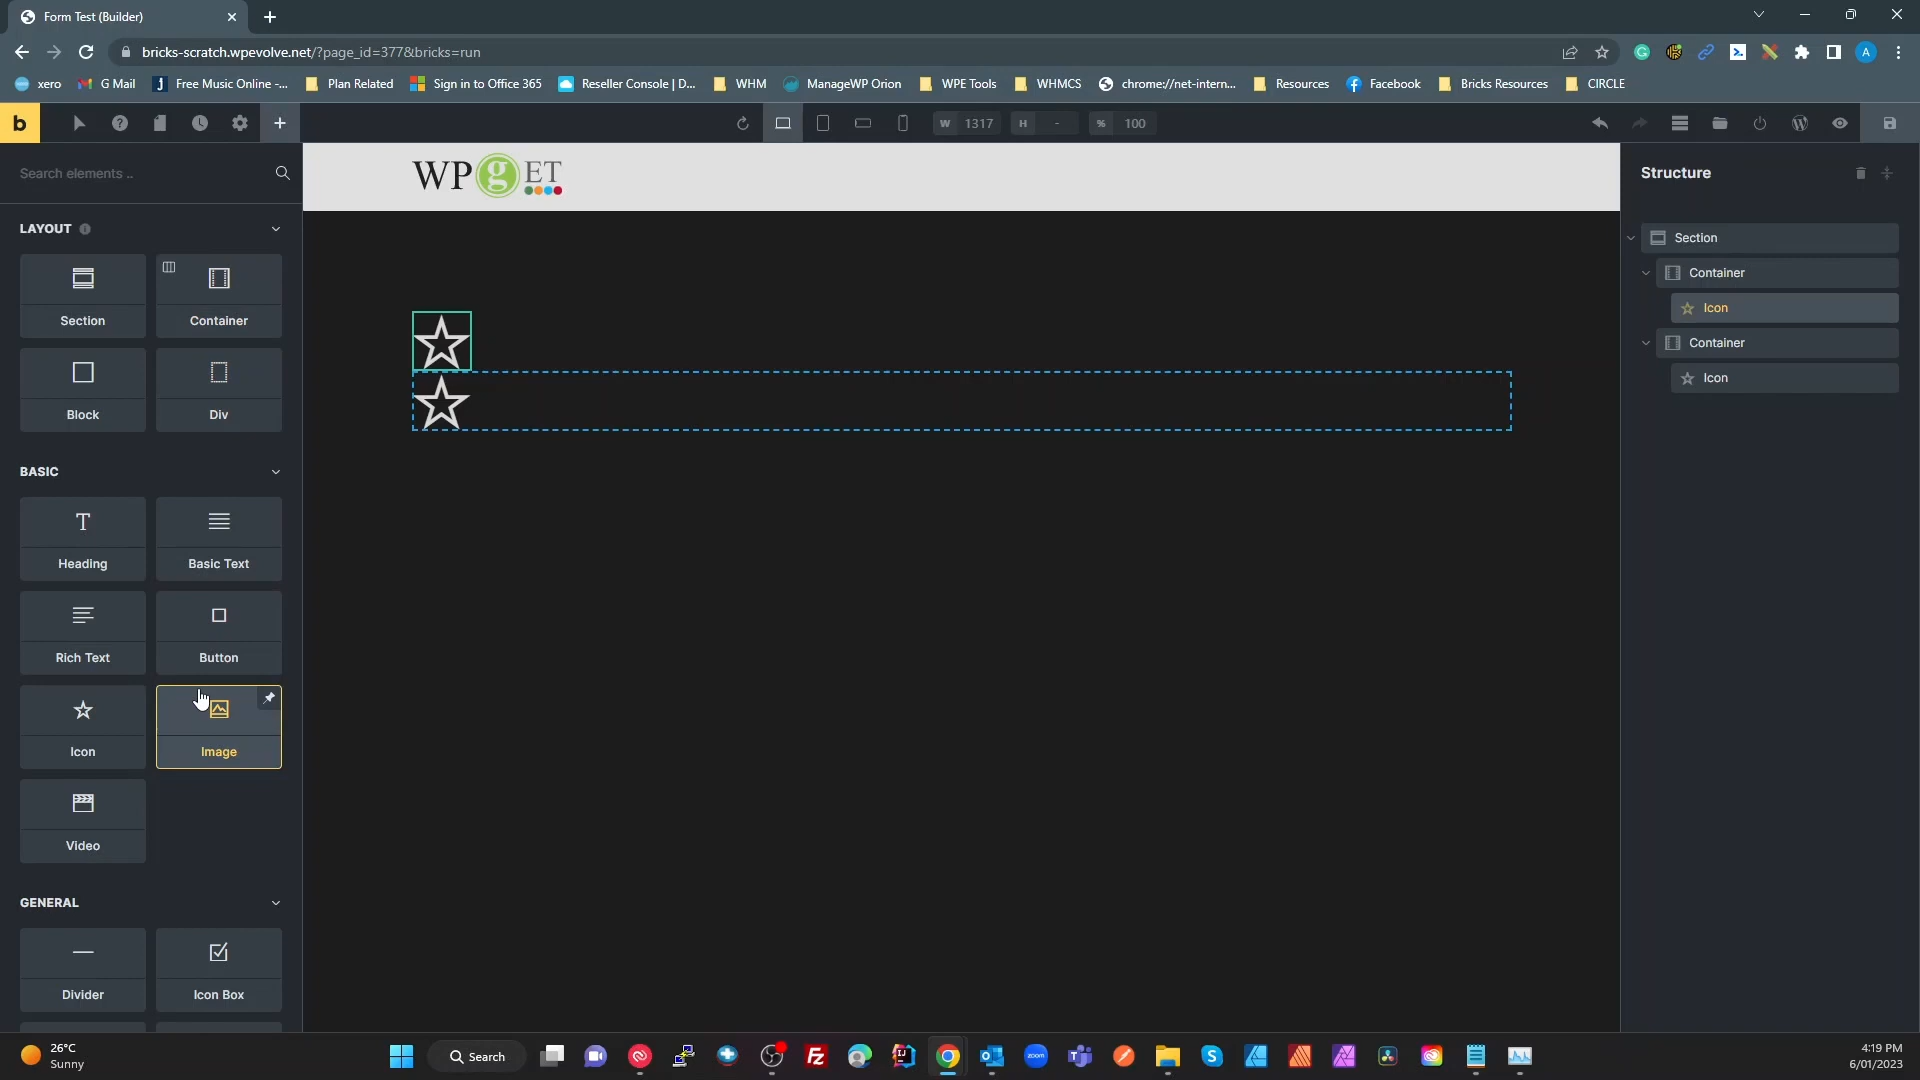 Form Test (Builder)
bricks-scratch.wpevolve.net/?page_id=377&bricks=run
xero
G Mail
Free Music Online -...
Plan Related
Sign in to Office 365
Reseller Console | D...
WHM
ManageWP Orion
WPE Tools
WHMCS
chrome://net-intern...
Resources
Facebook
Bricks Resources
CIRCLE
b
W 1317
H -
% 100
Search elements ..
WPgET
Structure
LAYOUT
Section
Container
Block
Div
BASIC
Heading
Basic Text
Rich Text
Button
Icon
Image
Video
GENERAL
Divider
Icon Box
Section
Container
Icon
Container
Icon
26°C
Sunny
Search
zoom
4:19 PM
6/01/2023